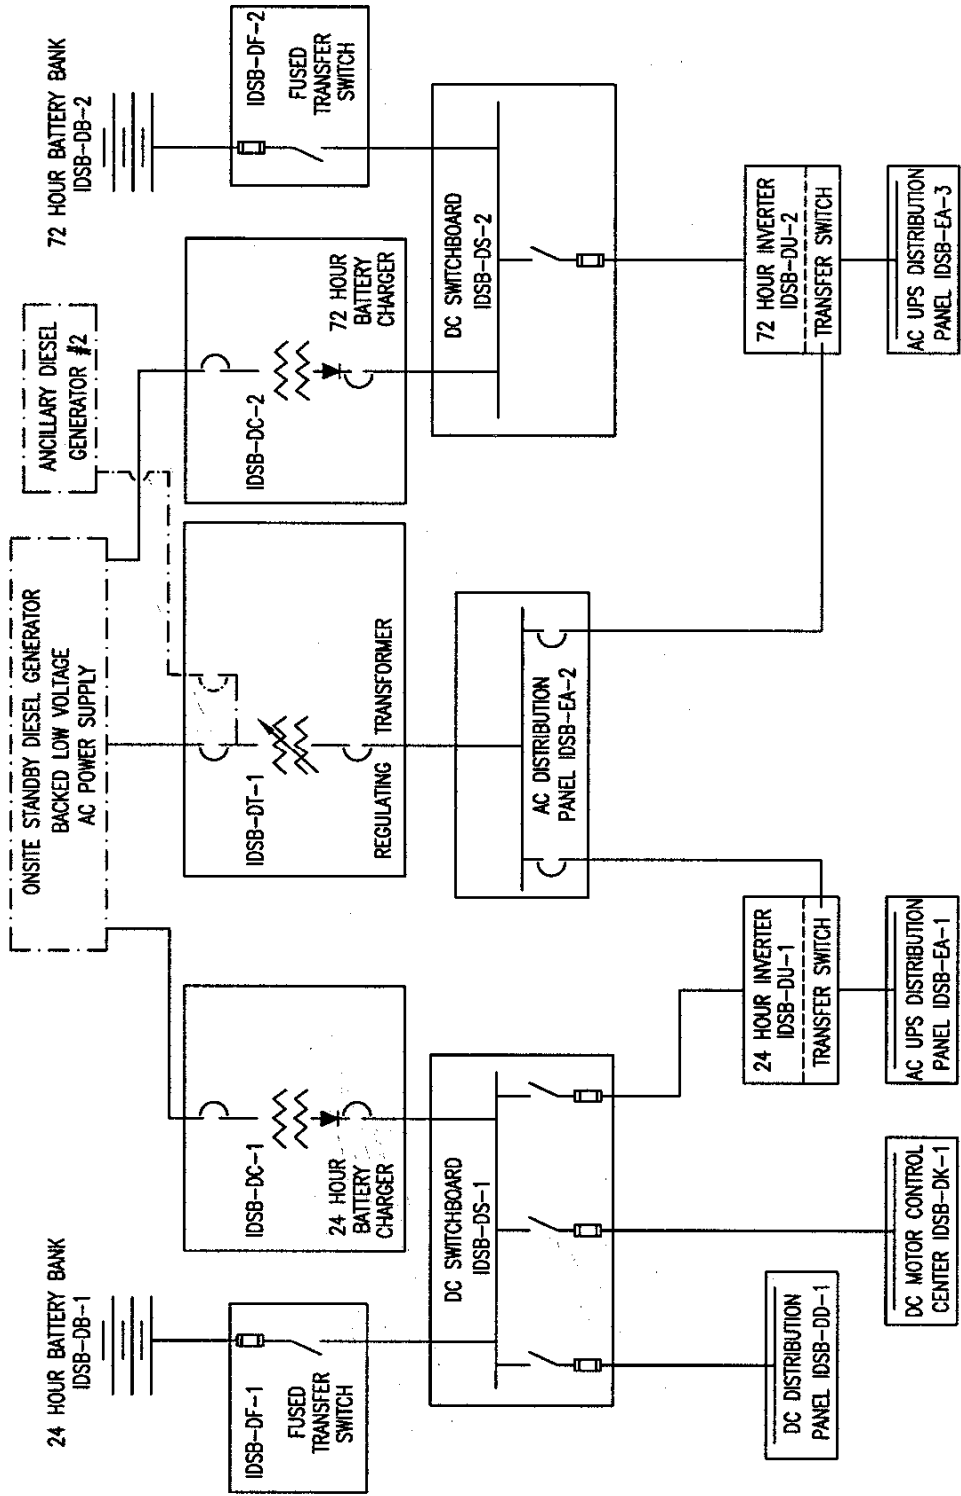 24 HOUR BATTERY BANK
IDSB-DB-1
72 HOUR BATTERY BANK
IDSB-DB-2
ONSITE STANDBY DIESEL GENERATOR
BACKED LOW VOLTAGE
AC POWER SUPPLY
ANCILLARY DIESEL
GENERATOR #2
IDSB-DF-1
FUSED
TRANSFER
SWITCH
IDSB-DC-1
24 HOUR
BATTERY
CHARGER
IDSB-DT-1
REGULATING TRANSFORMER
IDSB-DC-2
72 HOUR
BATTERY
CHARGER
IDSB-DF-2
FUSED
TRANSFER
SWITCH
DC SWITCHBOARD
IDSB-DS-1
AC DISTRIBUTION
PANEL IDSB-EA-2
DC SWITCHBOARD
IDSB-DS-2
24 HOUR INVERTER
IDSB-DU-1
TRANSFER SWITCH
72 HOUR INVERTER
IDSB-DU-2
TRANSFER SWITCH
DC DISTRIBUTION
PANEL IDSB-DD-1
DC MOTOR CONTROL
CENTER IDSB-DK-1
AC UPS DISTRIBUTION
PANEL IDSB-EA-1
AC UPS DISTRIBUTION
PANEL IDSB-EA-3